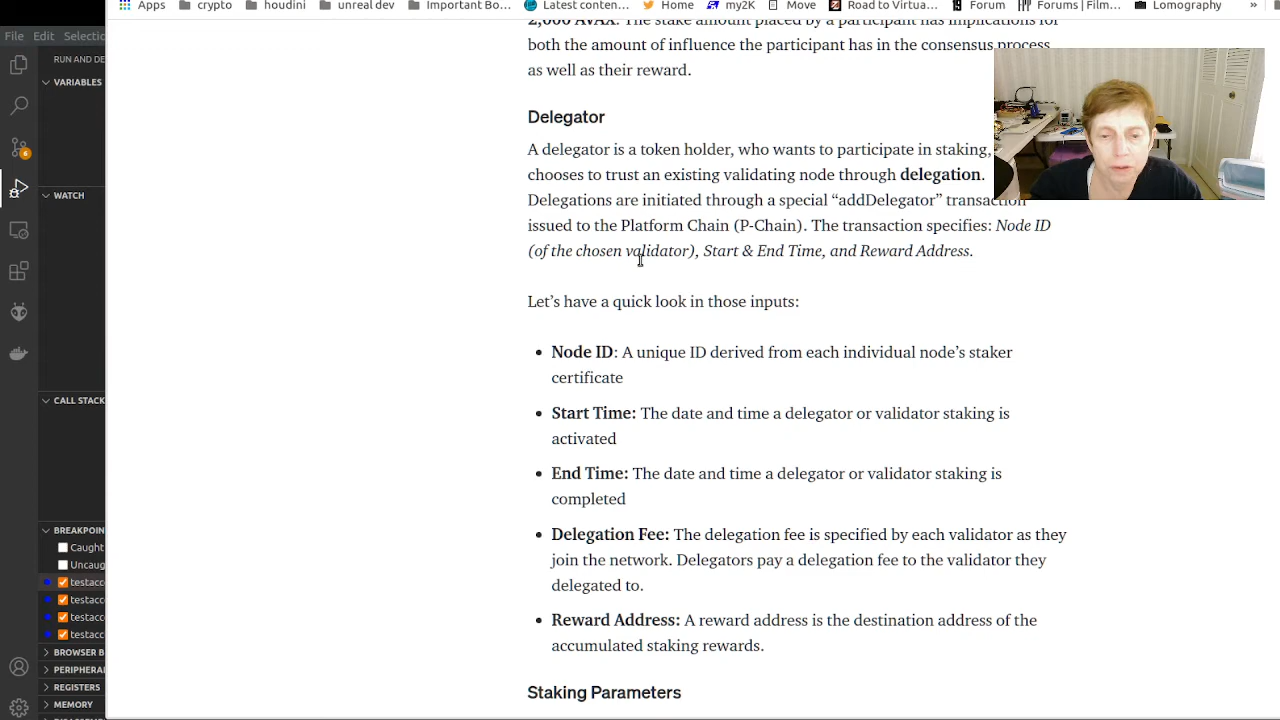 Apps crypto houdini unreal dev Important Bo... Latest conten... Home my2K Move Road to Virtua... Forum Forums | Film... Lomography »
File Edit Selectic
2,000 AVAX. The stake amount placed by a participant has implications for
both the amount of influence the participant has in the consensus process
as well as their reward.
RUN AND DE
VARIABLES
WATCH
CALL STACK
BREAKPOIN
Caught
Uncaug
testacco
testacco
testacco
testacco
BROWSER B
PERIPHERAL
REGISTERS
MEMORY
6
Delegator
A delegator is a token holder, who wants to participate in staking,
chooses to trust an existing validating node through delegation.
Delegations are initiated through a special “addDelegator” transaction
issued to the Platform Chain (P-Chain). The transaction specifies: Node ID
(of the chosen validator), Start & End Time, and Reward Address.
Let’s have a quick look in those inputs:
• Node ID: A unique ID derived from each individual node’s staker
certificate
• Start Time: The date and time a delegator or validator staking is
activated
• End Time: The date and time a delegator or validator staking is
completed
• Delegation Fee: The delegation fee is specified by each validator as they
join the network. Delegators pay a delegation fee to the validator they
delegated to.
• Reward Address: A reward address is the destination address of the
accumulated staking rewards.
Staking Parameters